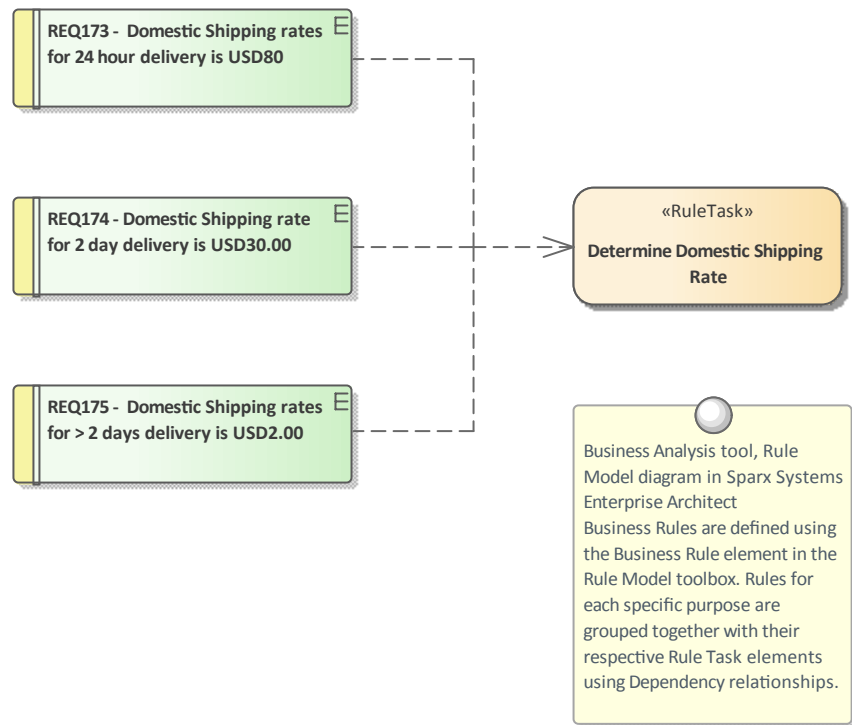 REQ173 - Domestic Shipping rates
for 24 hour delivery is USD80
REQ174 - Domestic Shipping rate
for 2 day delivery is USD30.00
REQ175 - Domestic Shipping rates
for > 2 days delivery is USD2.00
«RuleTask»
Determine Domestic Shipping
Rate
Business Analysis tool, Rule
Model diagram in Sparx Systems
Enterprise Architect
Business Rules are defined using
the Business Rule element in the
Rule Model toolbox. Rules for
each specific purpose are
grouped together with their
respective Rule Task elements
using Dependency relationships.